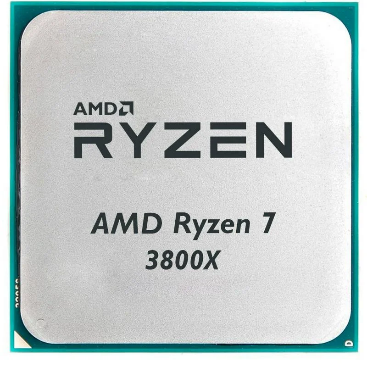 AMD
RYZEN
AMD Ryzen 7
3800X
D